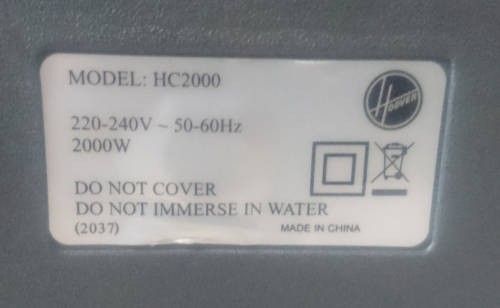 MODEL: HC2000
HOOVER
220-240V ~ 50-60Hz
2000W
DO NOT COVER
DO NOT IMMERSE IN WATER
(2037)
MADE IN CHINA